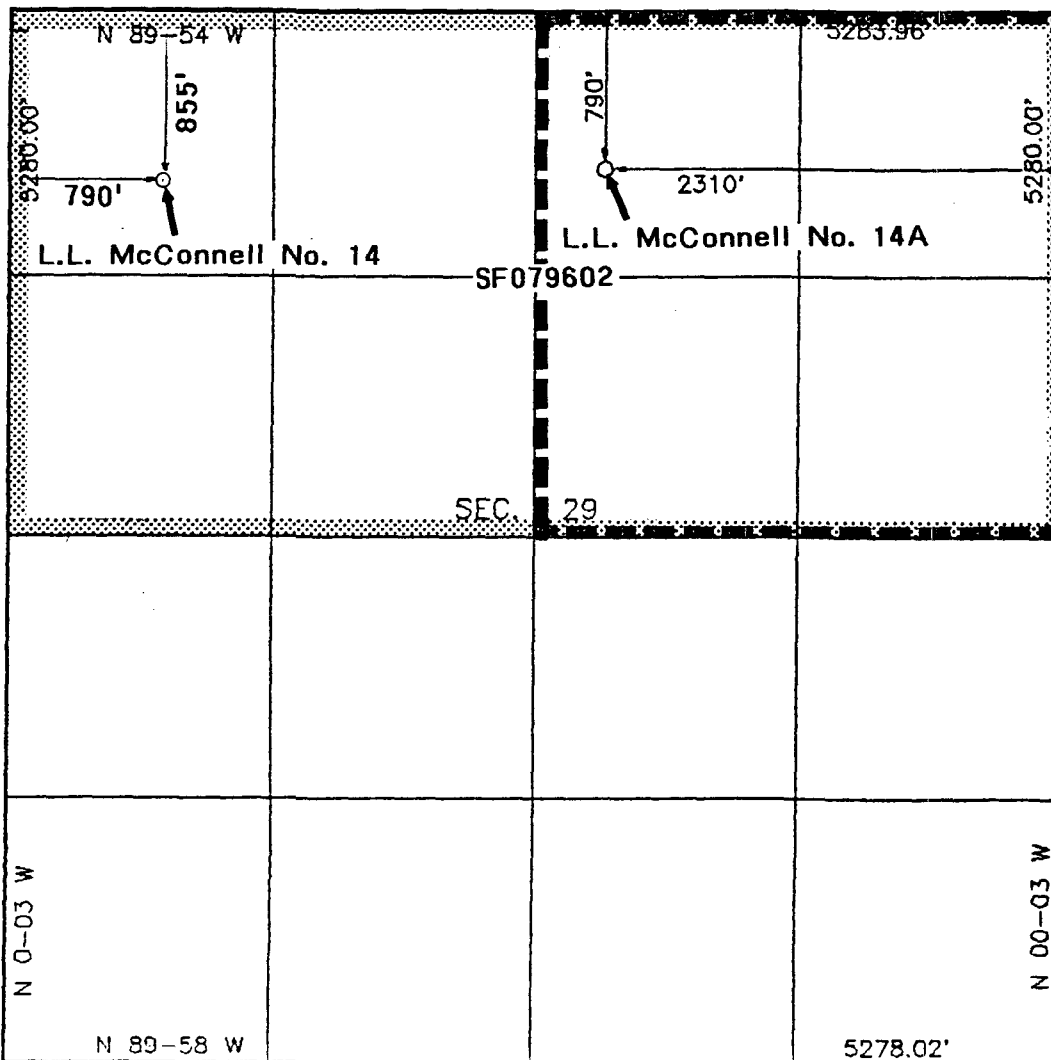 N 89-54 W
5283.96'
855'
790'
5280.00'
5280.00'
790'
2310'
L.L. McConnell No. 14
L.L. McConnell No. 14A
SF079602
SEC. 29
N 0-03 W
N 00-03 W
N 89-58 W
5278.02'